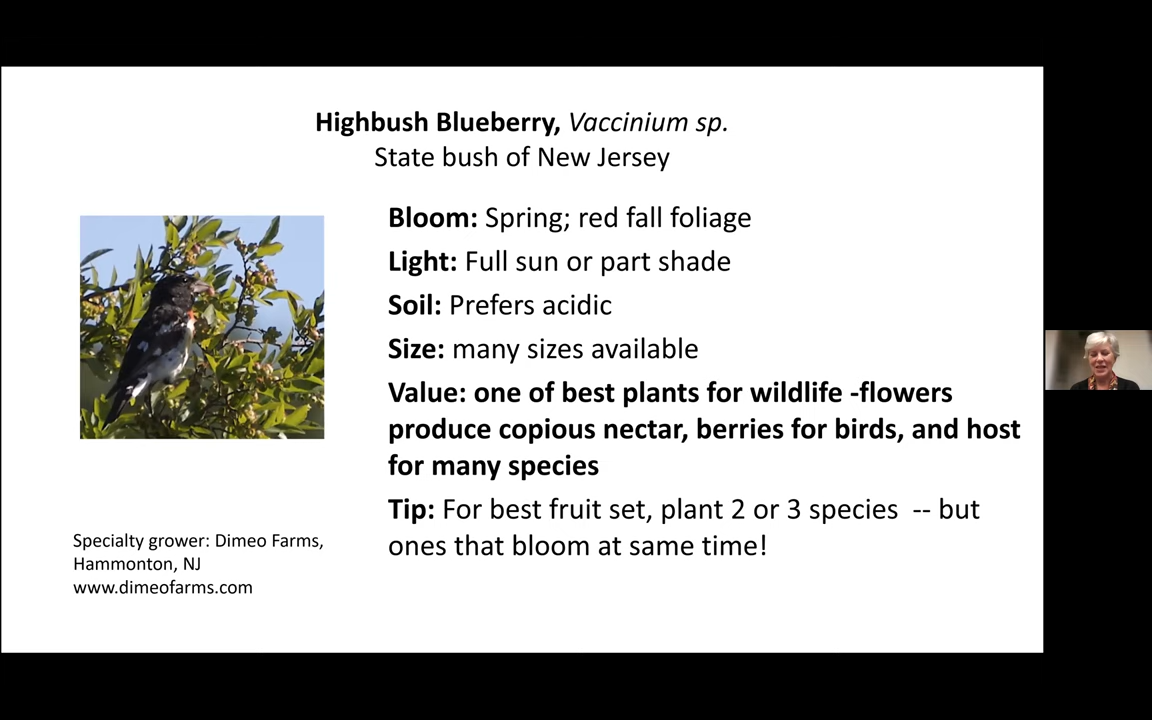 Highbush Blueberry, Vaccinium sp.
State bush of New Jersey
Bloom: Spring; red fall foliage
Light: Full sun or part shade
Soil: Prefers acidic
Size: many sizes available
Value: one of best plants for wildlife -flowers
produce copious nectar, berries for birds, and host
for many species
Tip: For best fruit set, plant 2 or 3 species -- but
ones that bloom at same time!
Specialty grower: Dimeo Farms,
Hammonton, NJ
www.dimeofarms.com